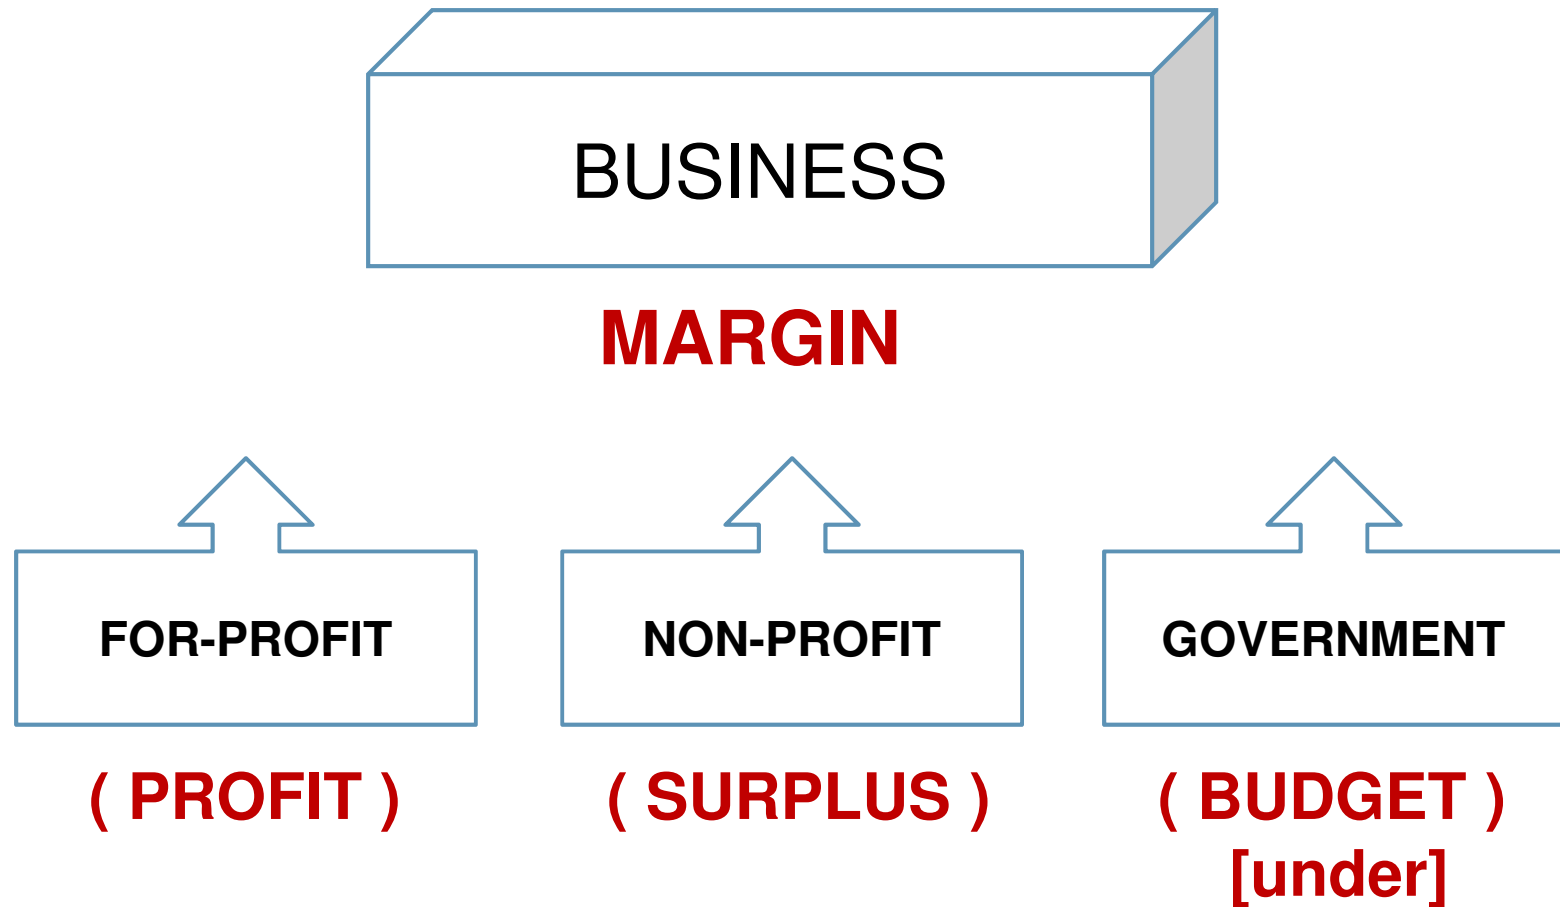 BUSINESS
MARGIN
FOR-PROFIT
NON-PROFIT
GOVERNMENT
( PROFIT )
( SURPLUS )
( BUDGET )
[under]